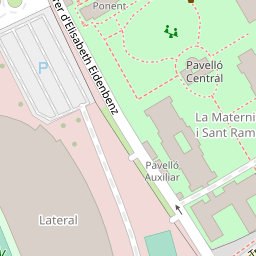 Ponent
er d'Elisabeth Eidenbenz
P
Pavelló
Central
La Materni
i Sant Ram
Pavelló
Auxiliar
Lateral